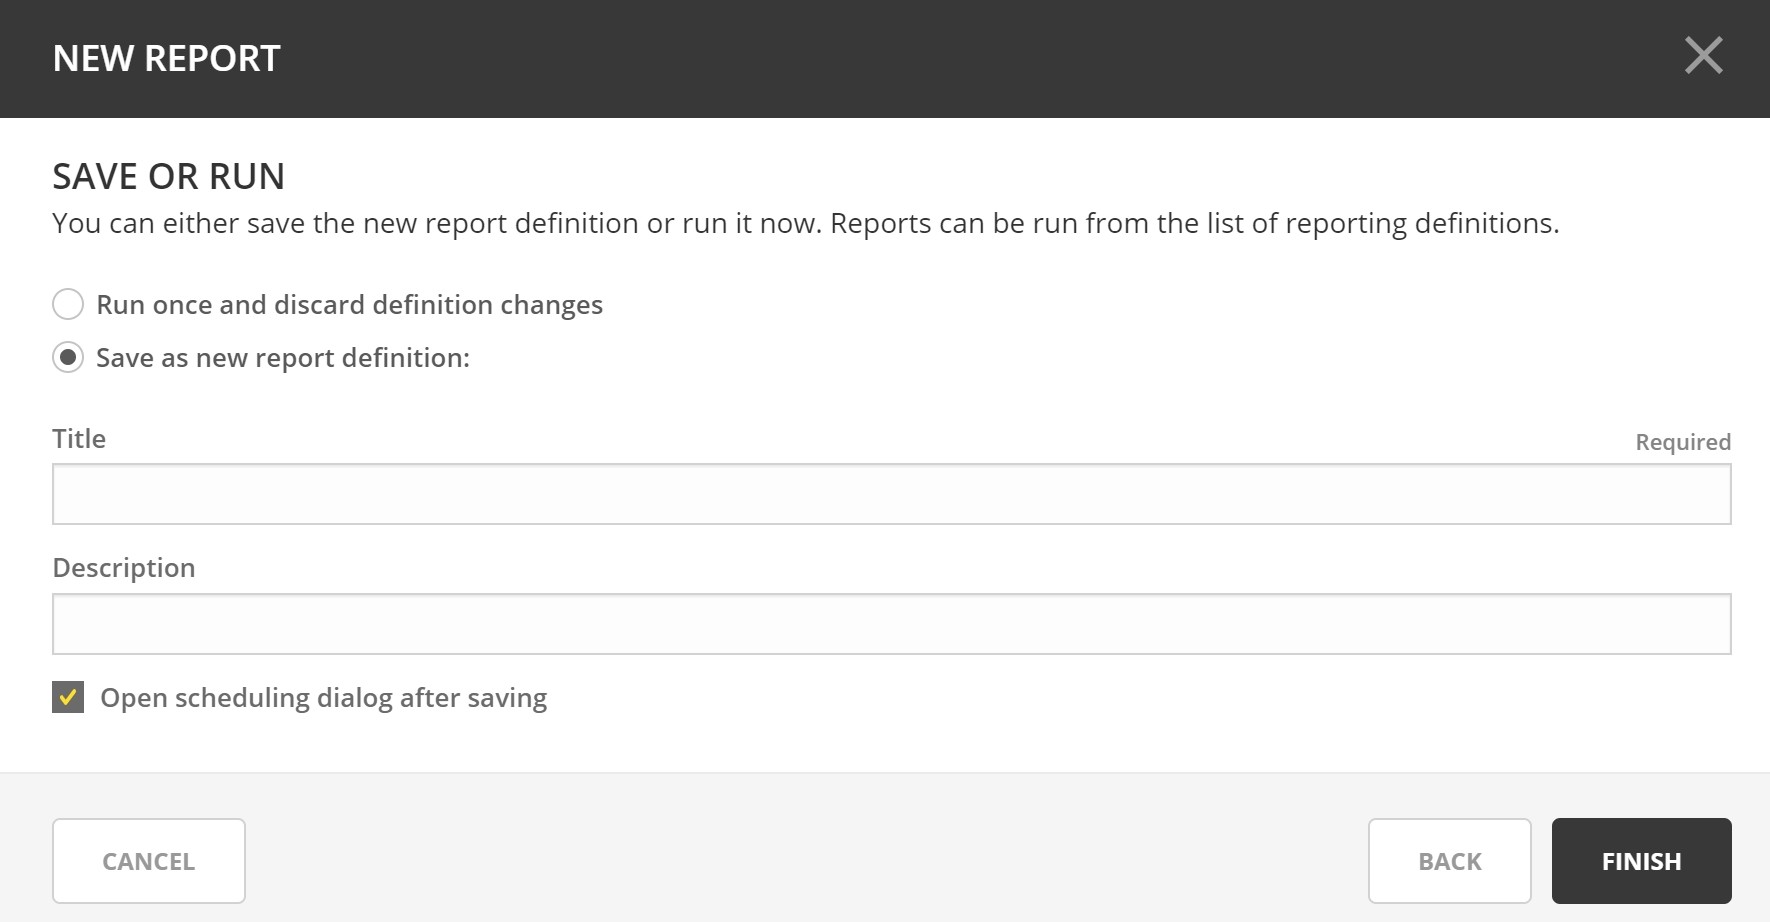 NEW REPORT
SAVE OR RUN
You can either save the new report definition or run it now. Reports can be run from the list of reporting definitions.
Run once and discard definition changes
Save as new report definition:
Title
Required
Description
Open scheduling dialog after saving
CANCEL
BACK
FINISH